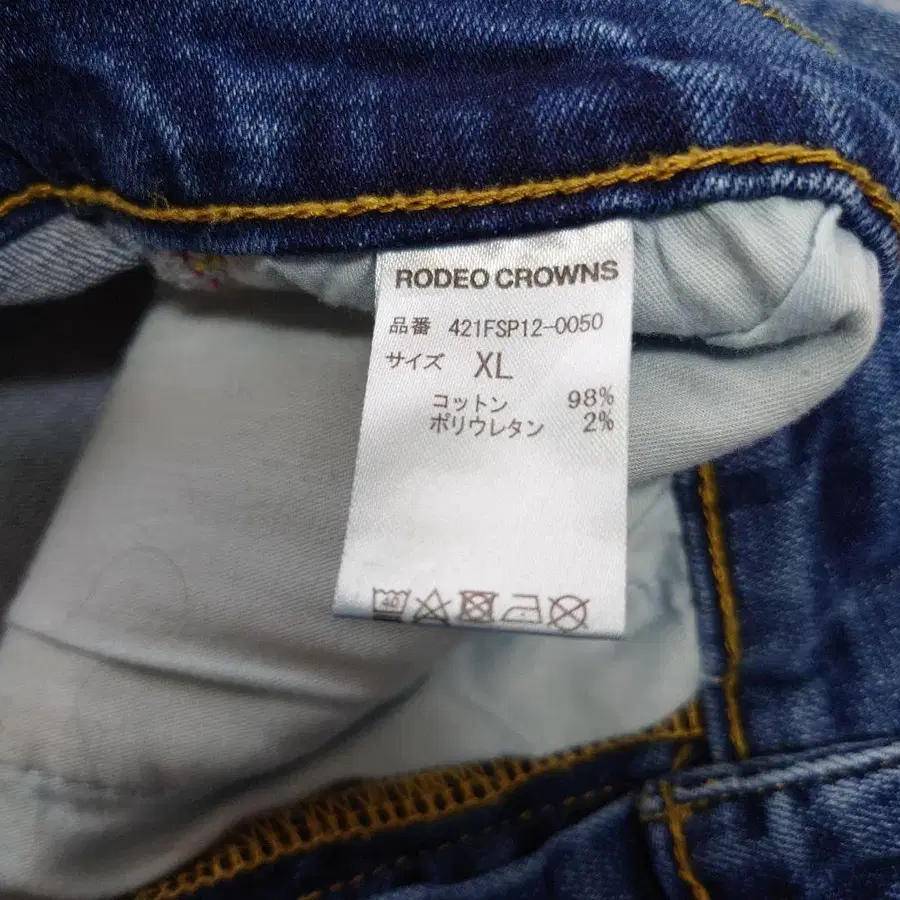 RODEO CROWNS
品番 421FSP12-0050
サイズ XL
コットン 98%
ポリウレタン 2%
40